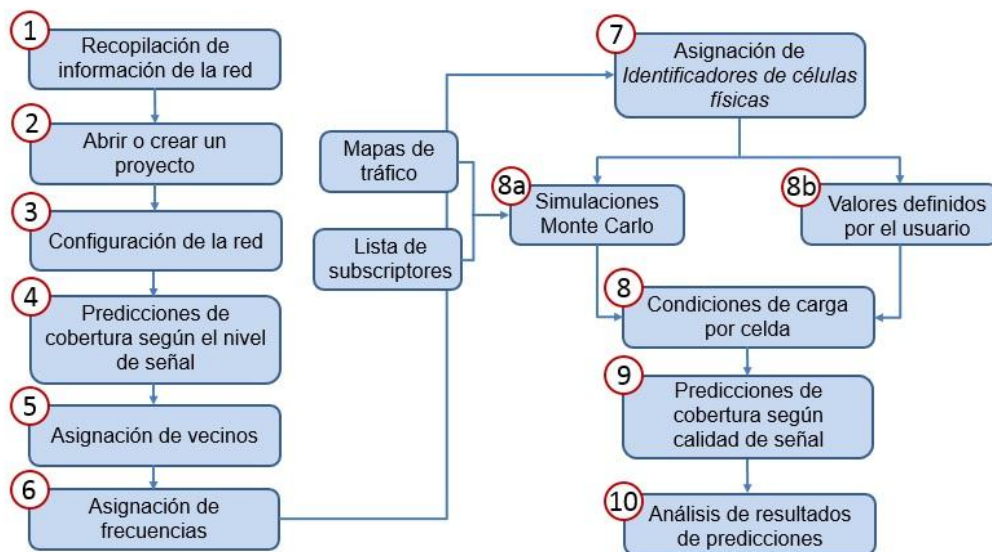 1
Recopilación de
información de la red
2
Abrir o crear un
proyecto
3
Configuración de la red
4
Predicciones de
cobertura según el nivel
de señal
5
Asignación de vecinos
6
Asignación de
frecuencias
Mapas de
tráfico
Lista de
subscriptores
7
Asignación de
Identificadores de células
físicas
8a
Simulaciones
Monte Carlo
8b
Valores definidos
por el usuario
8
Condiciones de carga
por celda
9
Predicciones de
cobertura según
calidad de señal
10
Análisis de resultados
de predicciones